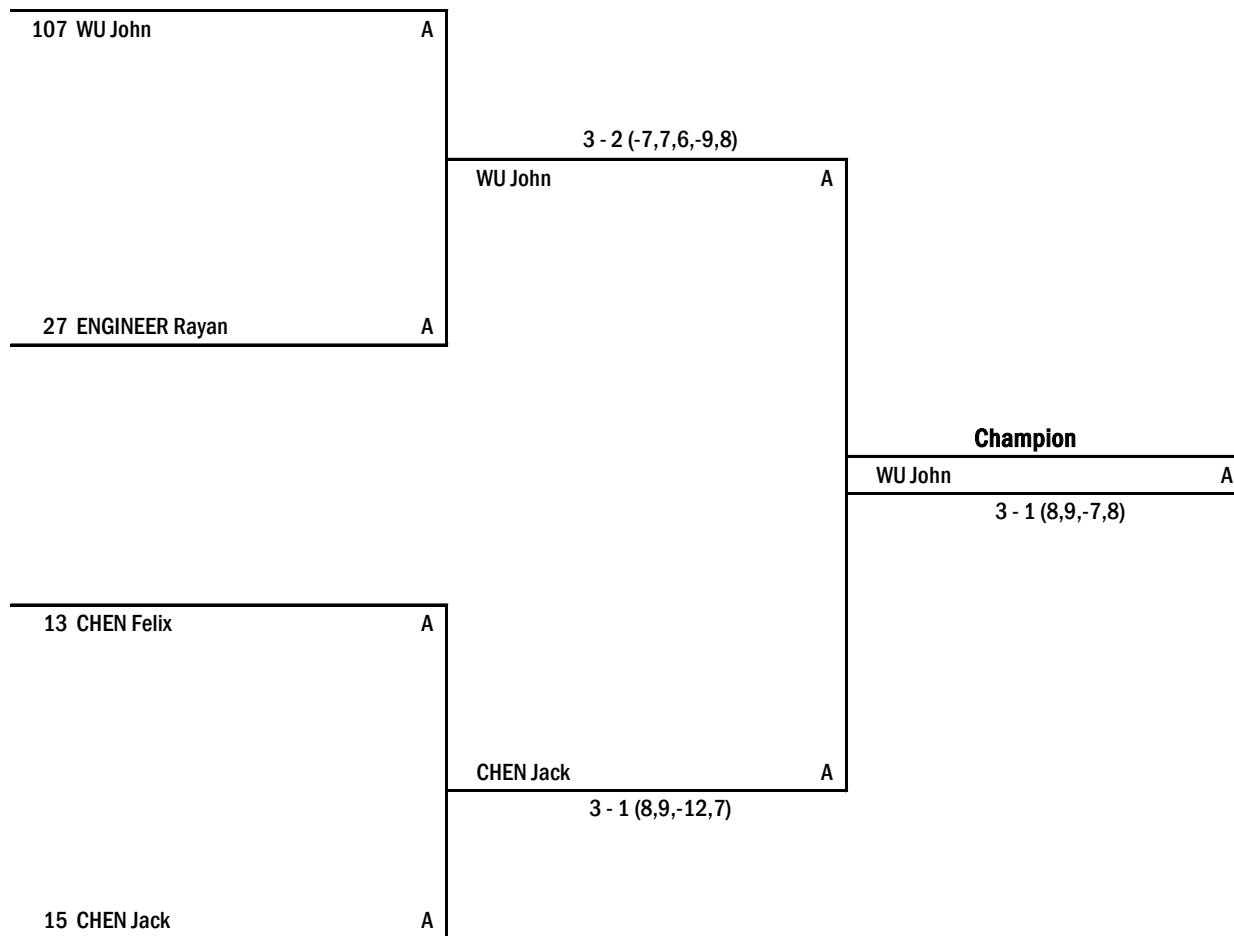 107 WU John A
3 - 2 (-7,7,6,-9,8)
WU John A
27 ENGINEER Rayan A
Champion
WU John A
3 - 1 (8,9,-7,8)
13 CHEN Felix A
CHEN Jack A
3 - 1 (8,9,-12,7)
15 CHEN Jack A